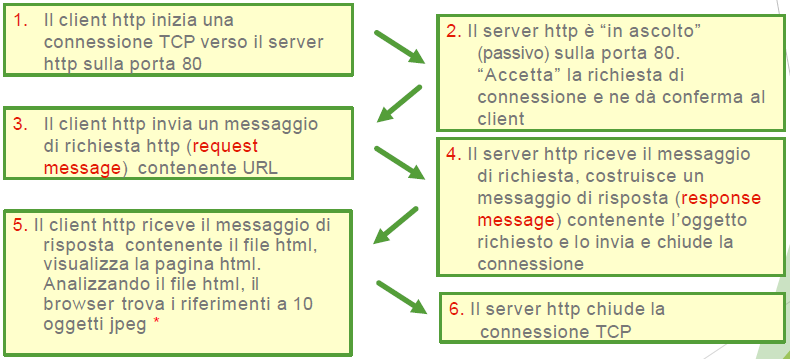 1. Il client http inizia una
connessione TCP verso il server
http sulla porta 80
2. Il server http è “in ascolto”
(passivo) sulla porta 80.
“Accetta” la richiesta di
connessione e ne dà conferma al
client
3. Il client http invia un messaggio
di richiesta http (request
message) contenente URL
4. Il server http riceve il messaggio
di richiesta, costruisce un
messaggio di risposta (response
message) contenente l’oggetto
richiesto e lo invia e chiude la
connessione
5. Il client http riceve il messaggio di
risposta contenente il file html,
visualizza la pagina html.
Analizzando il file html, il
browser trova i riferimenti a 10
oggetti jpeg *
6. Il server http chiude la
connessione TCP